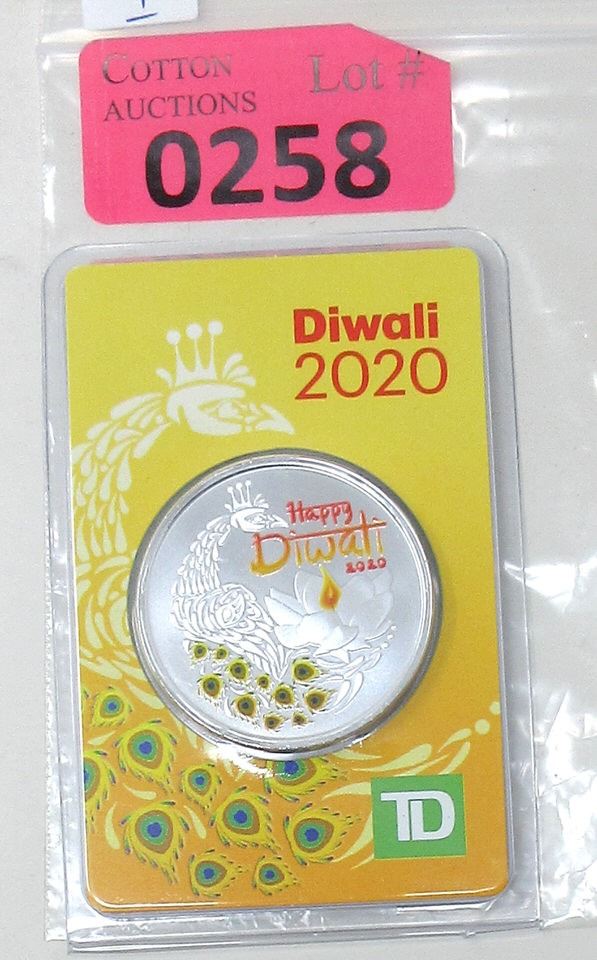 COTTON
AUCTIONS
Lot #
0258
Diwali
2020
Happy
Diwali
2020
TD